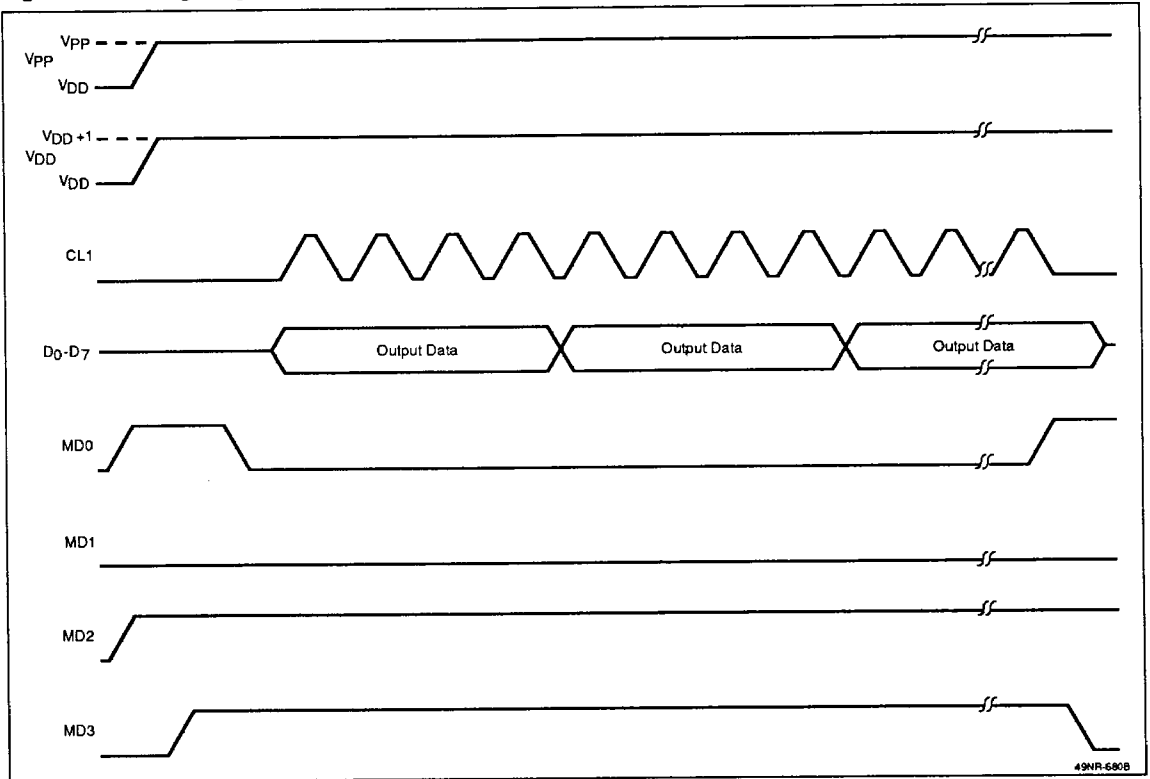 VPP
VPP
VDD
VDD +1
VDD
VDD
CL1
D0-D7
Output Data
Output Data
Output Data
MD0
MD1
MD2
MD3
49NR-680B